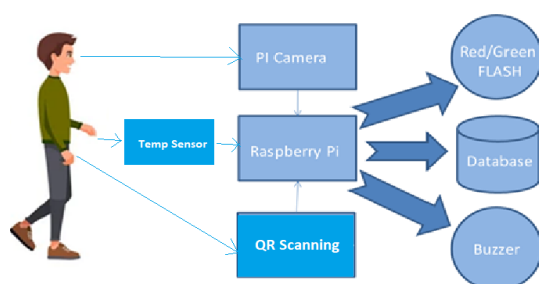 PI Camera
Red/Green
FLASH
Temp Sensor
Raspberry Pi
Database
QR Scanning
Buzzer